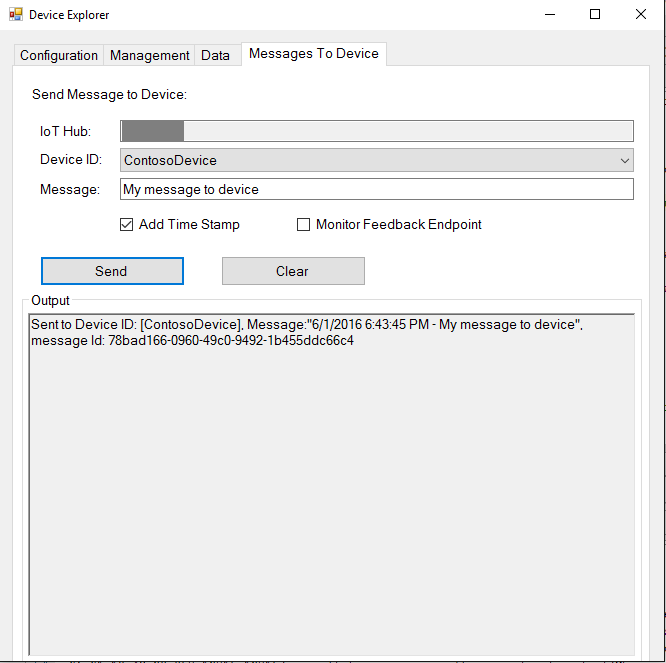 Device Explorer
Configuration Management Data Messages To Device
Send Message to Device:
IoT Hub:
Device ID: ContosoDevice
Message: My message to device
Add Time Stamp Monitor Feedback Endpoint
Send Clear
Output
Sent to Device ID: [ContosoDevice], Message:"6/1/2016 6:43:45 PM - My message to device",
message Id: 78bad166-0960-49c0-9492-1b455ddc66c4